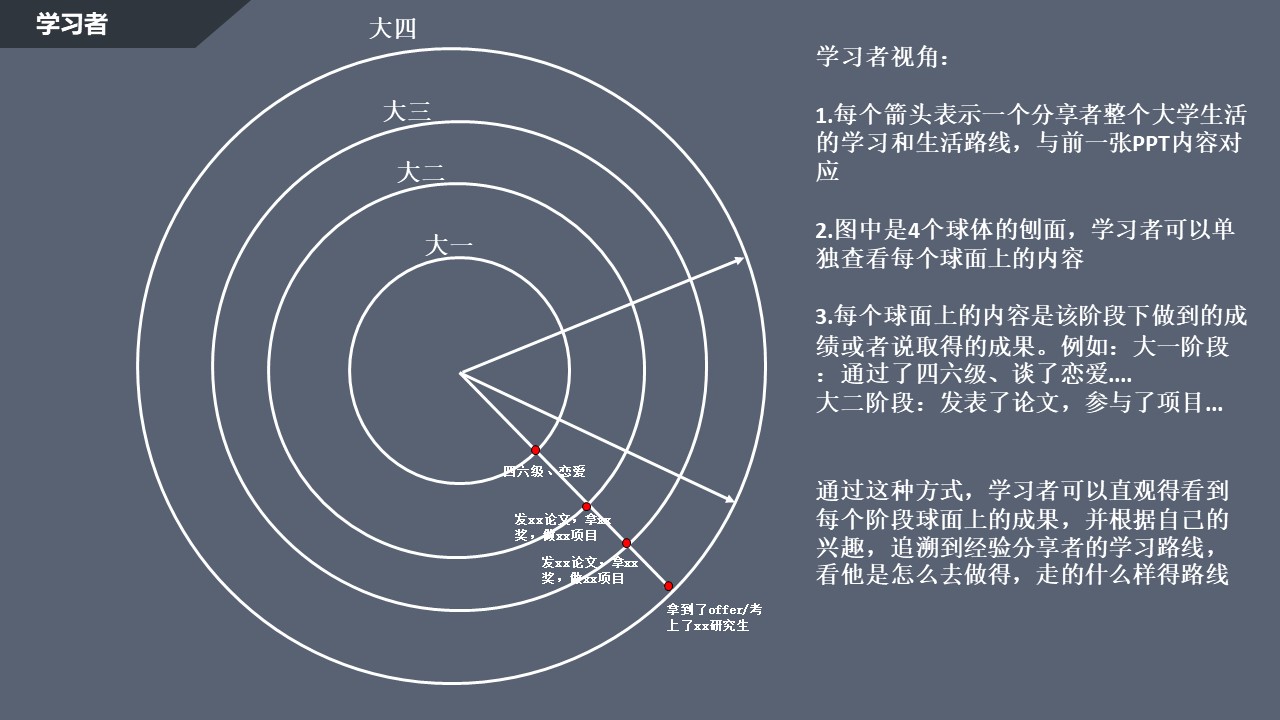 学习者
大四
大三
大二
大一
四六级、恋爱
发xx论文，拿xx
奖，做xx项目
发xx论文，拿xx
奖，做xx项目
拿到了offer/考
上了xx研究生
学习者视角：
1.每个箭头表示一个分享者整个大学生活
的学习和生活路线，与前一张PPT内容对
应
2.图中是4个球体的刨面，学习者可以单
独查看每个球面上的内容
3.每个球面上的内容是该阶段下做到的成
绩或者说取得的成果。例如：大一阶段
：通过了四六级、谈了恋爱....
大二阶段：发表了论文，参与了项目...
通过这种方式，学习者可以直观得看到
每个阶段球面上的成果，并根据自己的
兴趣，追溯到经验分享者的学习路线，
看他是怎么去做得，走的什么样得路线